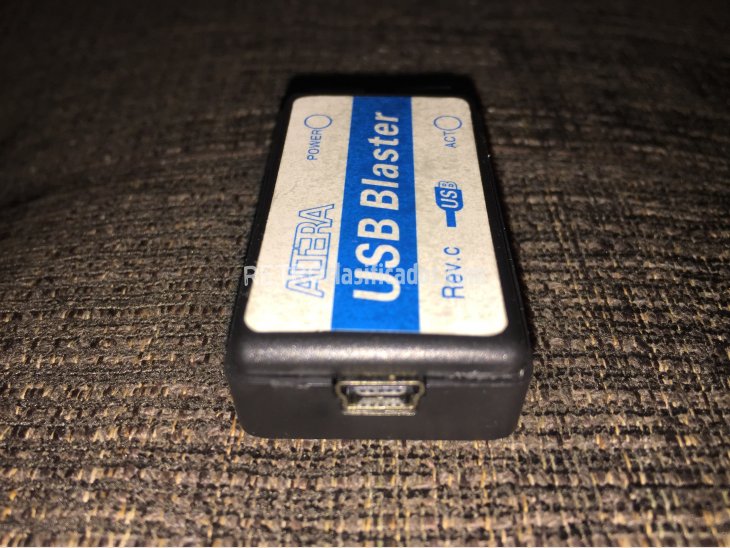 POWER
ALTERA
USB Blaster
ACT
USB
Rev.c